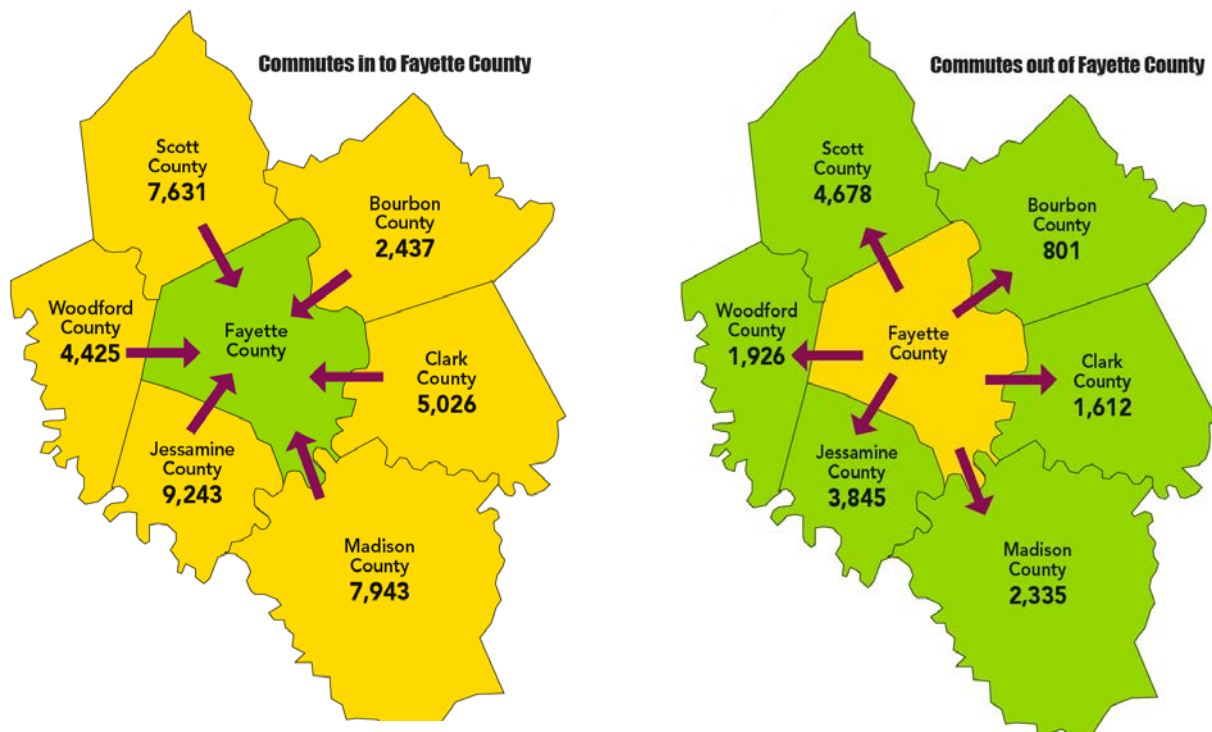 Commutes in to Fayette County
Scott
County
7,631
Bourbon
County
2,437
Woodford
County
4,425
Fayette
County
Clark
County
5,026
Jessamine
County
9,243
Madison
County
7,943
Commutes out of Fayette County
Scott
County
4,678
Bourbon
County
801
Woodford
County
1,926
Fayette
County
Clark
County
1,612
Jessamine
County
3,845
Madison
County
2,335